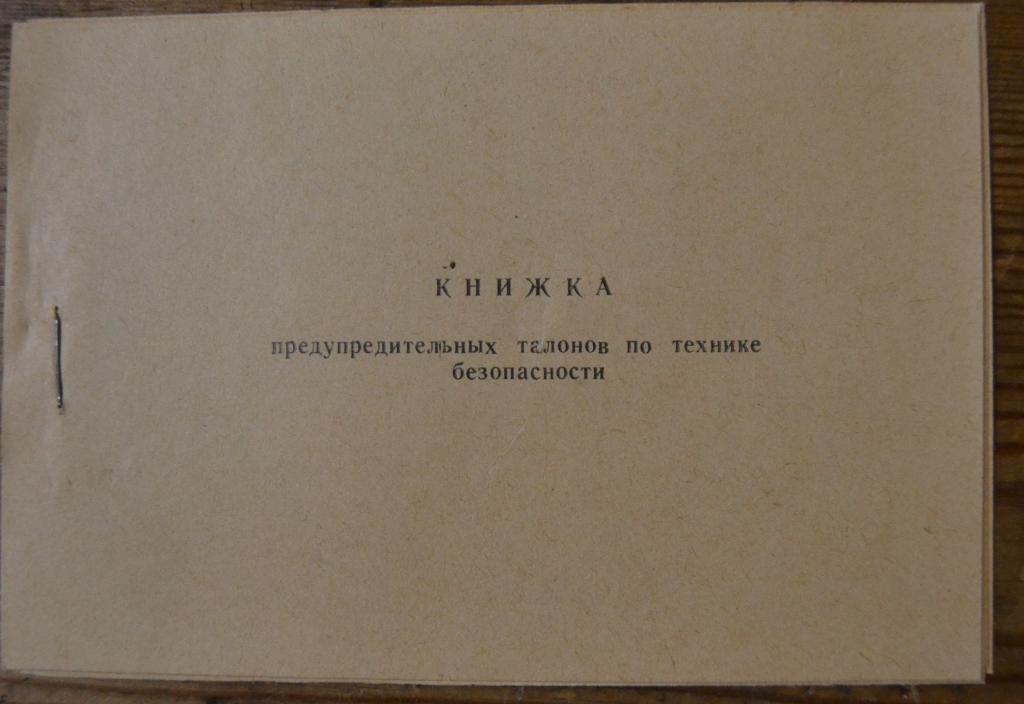 КНИЖКА
предупредительных талонов по технике
безопасности